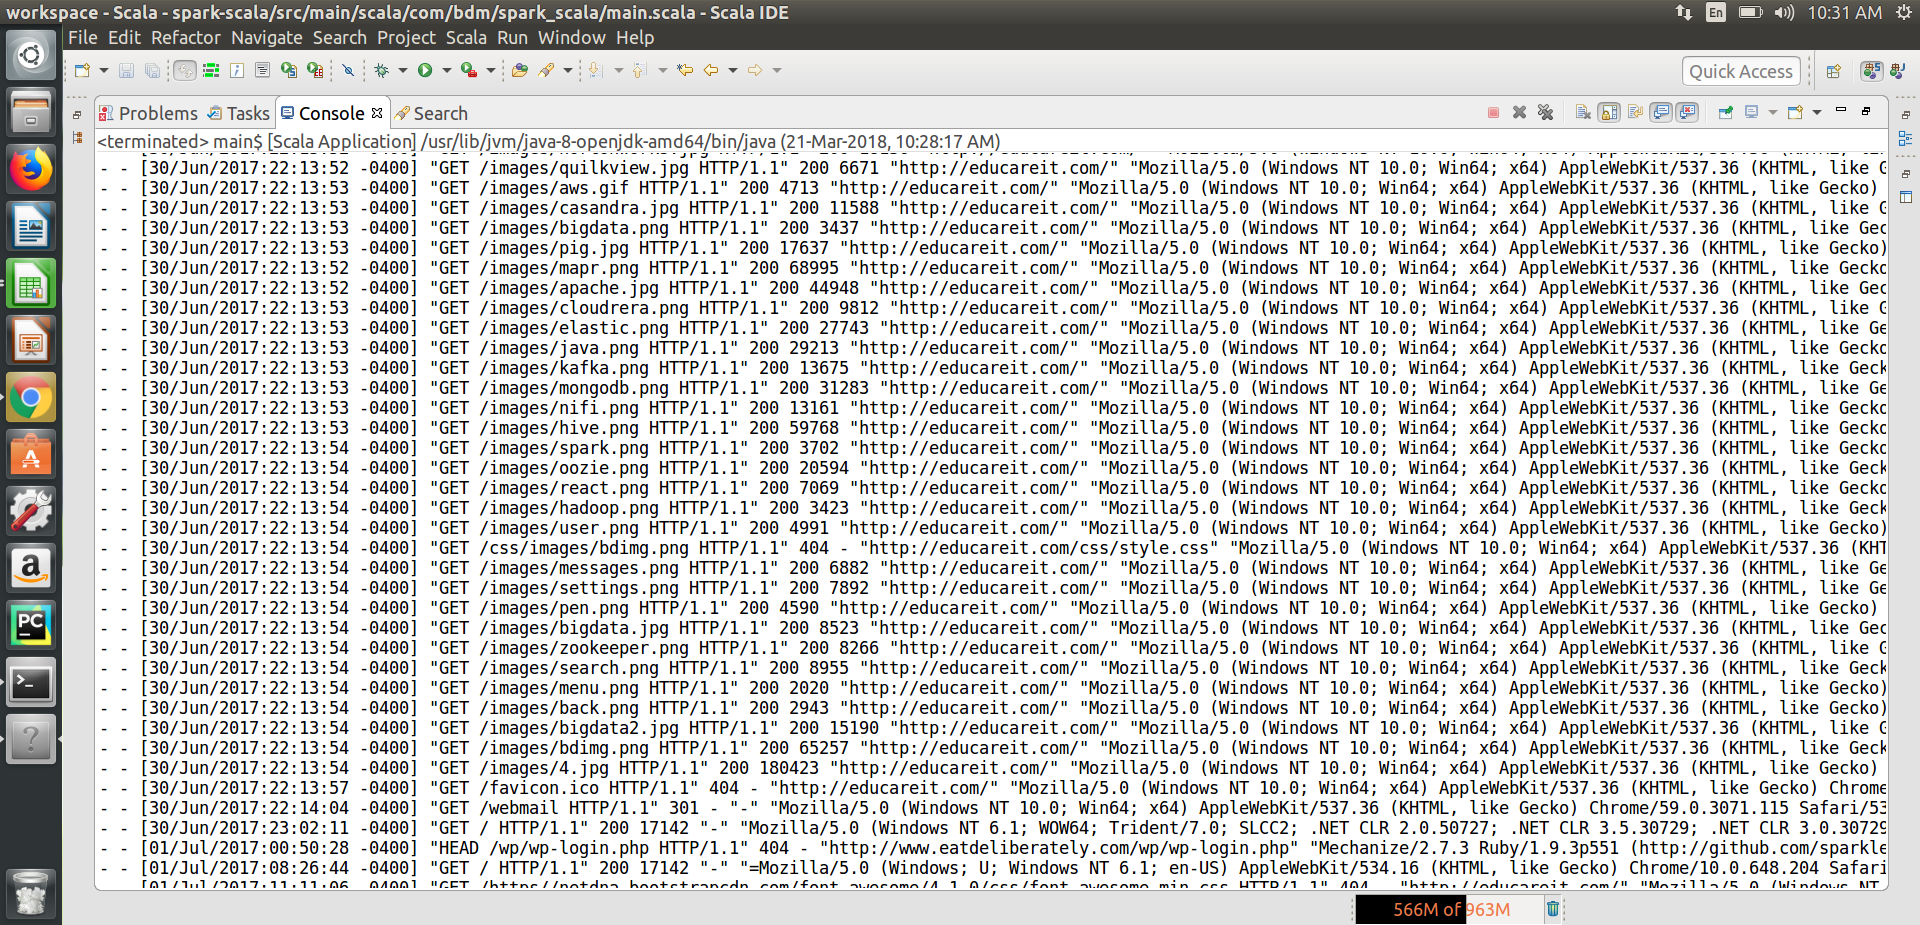 workspace - Scala - spark-scala/src/main/scala/com/bdm/spark_scala/main.scala - Scala IDE
En
10:31 AM
File Edit Refactor Navigate Search Project Scala Run Window Help
Quick Access
Problems Tasks Console Search
<terminated> main$ [Scala Application] /usr/lib/jvm/java-8-openjdk-amd64/bin/java (21-Mar-2018, 10:28:17 AM)
- - [30/Jun/2017:22:13:52 -0400] "GET /images/quilkview.jpg HTTP/1.1" 200 6671 "http://educareit.com/" "Mozilla/5.0 (Windows NT 10.0; Win64; x64) AppleWebKit/537.36 (KHTML, like Gecko)
- - [30/Jun/2017:22:13:53 -0400] "GET /images/aws.gif HTTP/1.1" 200 4713 "http://educareit.com/" "Mozilla/5.0 (Windows NT 10.0; Win64; x64) AppleWebKit/537.36 (KHTML, like Gecko)
- - [30/Jun/2017:22:13:53 -0400] "GET /images/casandra.jpg HTTP/1.1" 200 11588 "http://educareit.com/" "Mozilla/5.0 (Windows NT 10.0; Win64; x64) AppleWebKit/537.36 (KHTML, like G
- - [30/Jun/2017:22:13:53 -0400] "GET /images/bigdata.png HTTP/1.1" 200 3437 "http://educareit.com/" "Mozilla/5.0 (Windows NT 10.0; Win64; x64) AppleWebKit/537.36 (KHTML, like Gec
- - [30/Jun/2017:22:13:53 -0400] "GET /images/pig.jpg HTTP/1.1" 200 17637 "http://educareit.com/" "Mozilla/5.0 (Windows NT 10.0; Win64; x64) AppleWebKit/537.36 (KHTML, like Gecko)
- - [30/Jun/2017:22:13:52 -0400] "GET /images/mapr.png HTTP/1.1" 200 68995 "http://educareit.com/" "Mozilla/5.0 (Windows NT 10.0; Win64; x64) AppleWebKit/537.36 (KHTML, like Gecko
- - [30/Jun/2017:22:13:52 -0400] "GET /images/apache.jpg HTTP/1.1" 200 44948 "http://educareit.com/" "Mozilla/5.0 (Windows NT 10.0; Win64; x64) AppleWebKit/537.36 (KHTML, like Gec
- - [30/Jun/2017:22:13:53 -0400] "GET /images/cloudrera.png HTTP/1.1" 200 9812 "http://educareit.com/" "Mozilla/5.0 (Windows NT 10.0; Win64; x64) AppleWebKit/537.36 (KHTML, like G
- - [30/Jun/2017:22:13:53 -0400] "GET /images/elastic.png HTTP/1.1" 200 27743 "http://educareit.com/" "Mozilla/5.0 (Windows NT 10.0; Win64; x64) AppleWebKit/537.36 (KHTML, like Ge
- - [30/Jun/2017:22:13:53 -0400] "GET /images/java.png HTTP/1.1" 200 29213 "http://educareit.com/" "Mozilla/5.0 (Windows NT 10.0; Win64; x64) AppleWebKit/537.36 (KHTML, like Gecko
- - [30/Jun/2017:22:13:53 -0400] "GET /images/kafka.png HTTP/1.1" 200 13675 "http://educareit.com/" "Mozilla/5.0 (Windows NT 10.0; Win64; x64) AppleWebKit/537.36 (KHTML, like Geck
- - [30/Jun/2017:22:13:53 -0400] "GET /images/mongodb.png HTTP/1.1" 200 31283 "http://educareit.com/" "Mozilla/5.0 (Windows NT 10.0; Win64; x64) AppleWebKit/537.36 (KHTML, like Ge
- - [30/Jun/2017:22:13:53 -0400] "GET /images/nifi.png HTTP/1.1" 200 13161 "http://educareit.com/" "Mozilla/5.0 (Windows NT 10.0; Win64; x64) AppleWebKit/537.36 (KHTML, like Gecko
- - [30/Jun/2017:22:13:53 -0400] "GET /images/hive.png HTTP/1.1" 200 59768 "http://educareit.com/" "Mozilla/5.0 (Windows NT 10.0; Win64; x64) AppleWebKit/537.36 (KHTML, like Gecko
- - [30/Jun/2017:22:13:54 -0400] "GET /images/spark.png HTTP/1.1" 200 3702 "http://educareit.com/" "Mozilla/5.0 (Windows NT 10.0; Win64; x64) AppleWebKit/537.36 (KHTML, like Gecko
- - [30/Jun/2017:22:13:54 -0400] "GET /images/oozie.png HTTP/1.1" 200 20594 "http://educareit.com/" "Mozilla/5.0 (Windows NT 10.0; Win64; x64) AppleWebKit/537.36 (KHTML, like Geck
- - [30/Jun/2017:22:13:54 -0400] "GET /images/react.png HTTP/1.1" 200 7069 "http://educareit.com/" "Mozilla/5.0 (Windows NT 10.0; Win64; x64) AppleWebKit/537.36 (KHTML, like Gecko
- - [30/Jun/2017:22:13:54 -0400] "GET /images/hadoop.png HTTP/1.1" 200 3423 "http://educareit.com/" "Mozilla/5.0 (Windows NT 10.0; Win64; x64) AppleWebKit/537.36 (KHTML, like Geck
- - [30/Jun/2017:22:13:54 -0400] "GET /images/user.png HTTP/1.1" 200 4991 "http://educareit.com/" "Mozilla/5.0 (Windows NT 10.0; Win64; x64) AppleWebKit/537.36 (KHTML, like Gecko)
- - [30/Jun/2017:22:13:54 -0400] "GET /css/images/bdimg.png HTTP/1.1" 404 - "http://educareit.com/css/style.css" "Mozilla/5.0 (Windows NT 10.0; Win64; x64) AppleWebKit/537.36 (KHT
- - [30/Jun/2017:22:13:54 -0400] "GET /images/messages.png HTTP/1.1" 200 6882 "http://educareit.com/" "Mozilla/5.0 (Windows NT 10.0; Win64; x64) AppleWebKit/537.36 (KHTML, like Ge
- - [30/Jun/2017:22:13:54 -0400] "GET /images/settings.png HTTP/1.1" 200 7892 "http://educareit.com/" "Mozilla/5.0 (Windows NT 10.0; Win64; x64) AppleWebKit/537.36 (KHTML, like Ge
- - [30/Jun/2017:22:13:54 -0400] "GET /images/pen.png HTTP/1.1" 200 4590 "http://educareit.com/" "Mozilla/5.0 (Windows NT 10.0; Win64; x64) AppleWebKit/537.36 (KHTML, like Gecko)
- - [30/Jun/2017:22:13:54 -0400] "GET /images/bigdata.jpg HTTP/1.1" 200 8523 "http://educareit.com/" "Mozilla/5.0 (Windows NT 10.0; Win64; x64) AppleWebKit/537.36 (KHTML, like Gec
- - [30/Jun/2017:22:13:54 -0400] "GET /images/zookeeper.png HTTP/1.1" 200 8266 "http://educareit.com/" "Mozilla/5.0 (Windows NT 10.0; Win64; x64) AppleWebKit/537.36 (KHTML, like G
- - [30/Jun/2017:22:13:54 -0400] "GET /images/search.png HTTP/1.1" 200 8955 "http://educareit.com/" "Mozilla/5.0 (Windows NT 10.0; Win64; x64) AppleWebKit/537.36 (KHTML, like Geck
- - [30/Jun/2017:22:13:54 -0400] "GET /images/menu.png HTTP/1.1" 200 2020 "http://educareit.com/" "Mozilla/5.0 (Windows NT 10.0; Win64; x64) AppleWebKit/537.36 (KHTML, like Gecko)
- - [30/Jun/2017:22:13:54 -0400] "GET /images/back.png HTTP/1.1" 200 2943 "http://educareit.com/" "Mozilla/5.0 (Windows NT 10.0; Win64; x64) AppleWebKit/537.36 (KHTML, like Gecko)
- - [30/Jun/2017:22:13:54 -0400] "GET /images/bigdata2.jpg HTTP/1.1" 200 15190 "http://educareit.com/" "Mozilla/5.0 (Windows NT 10.0; Win64; x64) AppleWebKit/537.36 (KHTML, like G
- - [30/Jun/2017:22:13:54 -0400] "GET /images/bdimg.png HTTP/1.1" 200 65257 "http://educareit.com/" "Mozilla/5.0 (Windows NT 10.0; Win64; x64) AppleWebKit/537.36 (KHTML, like Geck
- - [30/Jun/2017:22:13:54 -0400] "GET /images/4.jpg HTTP/1.1" 200 180423 "http://educareit.com/" "Mozilla/5.0 (Windows NT 10.0; Win64; x64) AppleWebKit/537.36 (KHTML, like Gecko)
- - [30/Jun/2017:22:13:57 -0400] "GET /favicon.ico HTTP/1.1" 404 - "http://educareit.com/" "Mozilla/5.0 (Windows NT 10.0; Win64; x64) AppleWebKit/537.36 (KHTML, like Gecko) Chrome
- - [30/Jun/2017:22:14:04 -0400] "GET /webmail HTTP/1.1" 301 - "-" "Mozilla/5.0 (Windows NT 10.0; Win64; x64) AppleWebKit/537.36 (KHTML, like Gecko) Chrome/59.0.3071.115 Safari/53
- - [30/Jun/2017:23:02:11 -0400] "GET / HTTP/1.1" 200 17142 "-" "Mozilla/5.0 (Windows NT 6.1; WOW64; Trident/7.0; SLCC2; .NET CLR 2.0.50727; .NET CLR 3.5.30729; .NET CLR 3.0.30729
- - [01/Jul/2017:00:50:28 -0400] "HEAD /wp/wp-login.php HTTP/1.1" 404 - "http://www.eatdeliberately.com/wp/wp-login.php" "Mechanize/2.7.3 Ruby/1.9.3p551 (http://github.com/sparkle
- - [01/Jul/2017:08:26:44 -0400] "GET / HTTP/1.1" 200 17142 "-" "=Mozilla/5.0 (Windows; U; Windows NT 6.1; en-US) AppleWebKit/534.16 (KHTML, like Gecko) Chrome/10.0.648.204 Safari
- - [01/Jul/2017:11:11:06 -0400] "GET /https://netdna.bootstrapcdn.com/font-awesome/4.1.0/css/font-awesome.min.css HTTP/1.1" 404 - "http://educareit.com/" "Mozilla/5.0 (Windows NT
566M of 963M